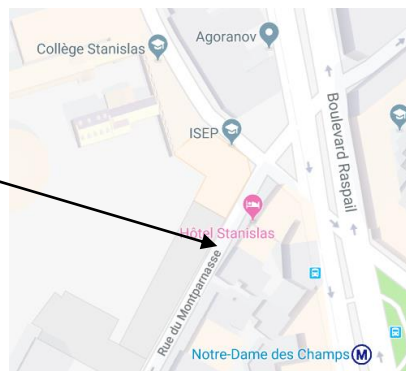 Agoranov
Collège Stanislas
ISEP
Boulevard Raspail
Hôtel Stanislas
Rue du Montparnasse
Notre-Dame des Champs M